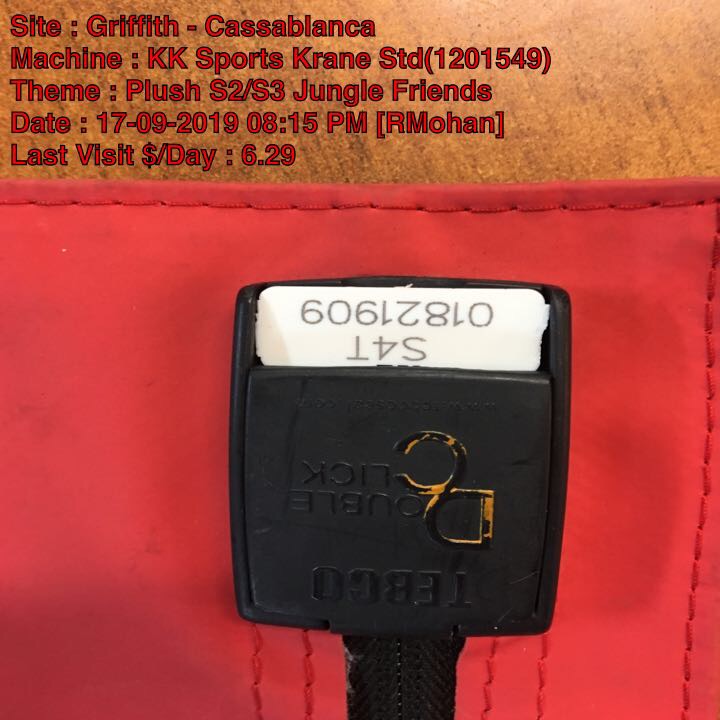 Site : Griffith - Cassablanca
Machine : KK Sports Krane Std(1201549)
Theme : Plush S2/S3 Jungle Friends
Date : 17-09-2019 08:15 PM [RMohan]
Last Visit $/Day : 6.29
TEBCO
DOUBLE
CLICK
S4T
01821909